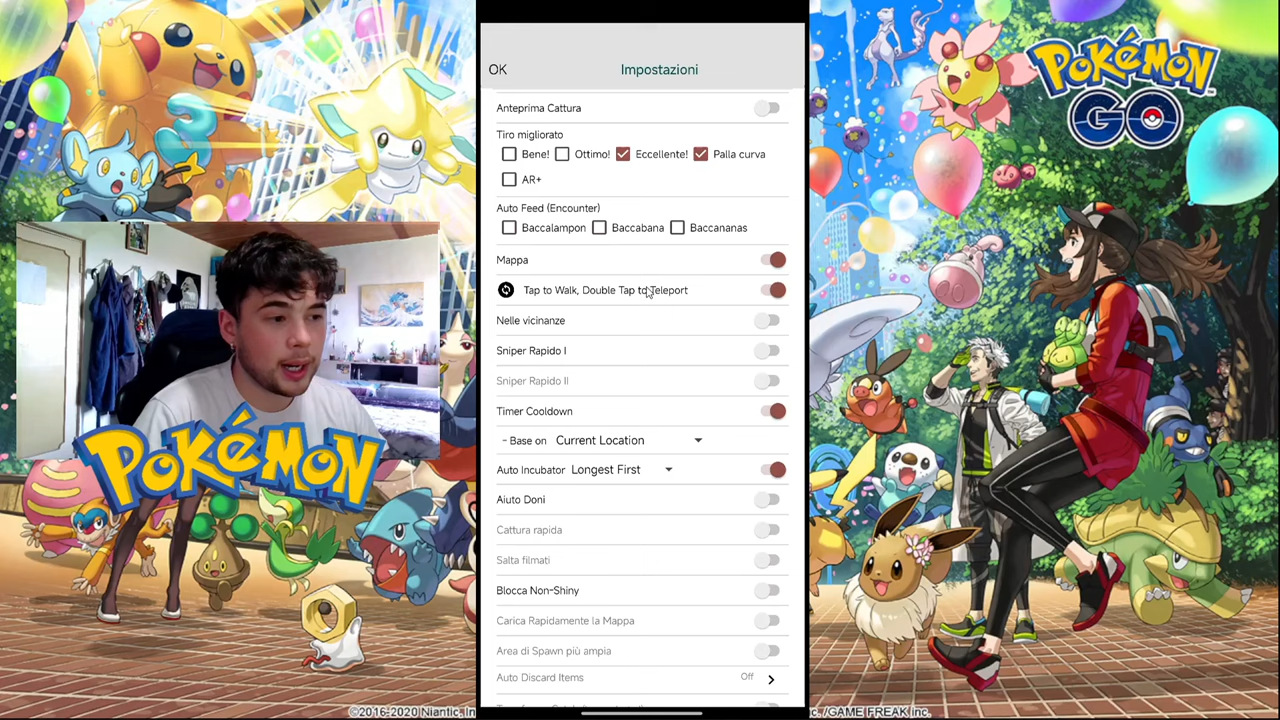 OK Impostazioni
Anteprima Cattura
Tiro migliorato
Bene! Ottimo! Eccellente! Palla curva
AR+
Auto Feed (Encounter)
Baccalampon Baccabana Baccananas
Mappa
Tap to Walk, Double Tap to Teleport
Nelle vicinanze
Sniper Rapido I
Sniper Rapido II
Timer Cooldown
- Base on Current Location
Auto Incubator Longest First
Aiuto Doni
Cattura rapida
Salta filmati
Blocca Non-Shiny
Carica Rapidamente la Mappa
Area di Spawn più ampia
Auto Discard Items Off
POKéMON
POKéMON
GO
©2016-2020 Niantic, In
/GAME FREAK inc.